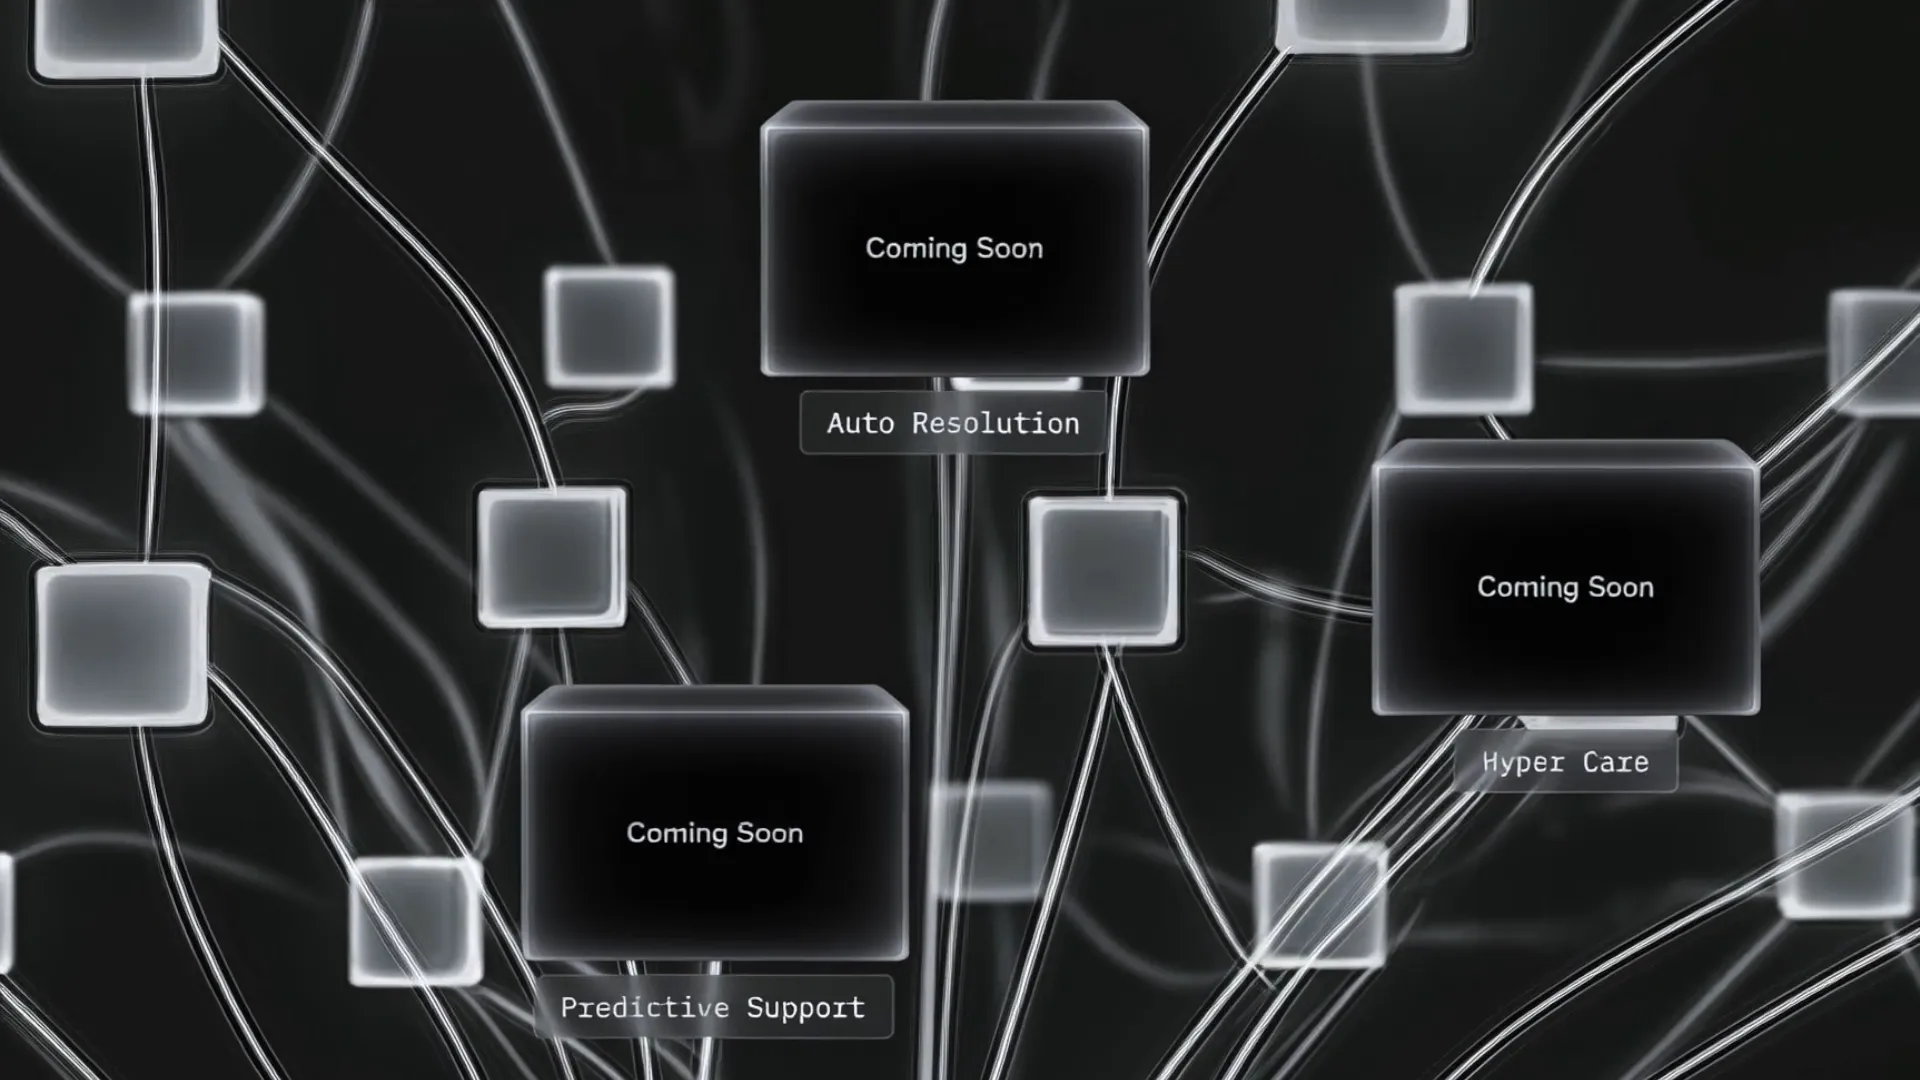 Coming Soon
Auto Resolution
Coming Soon
Hyper Care
Coming Soon
Predictive Support